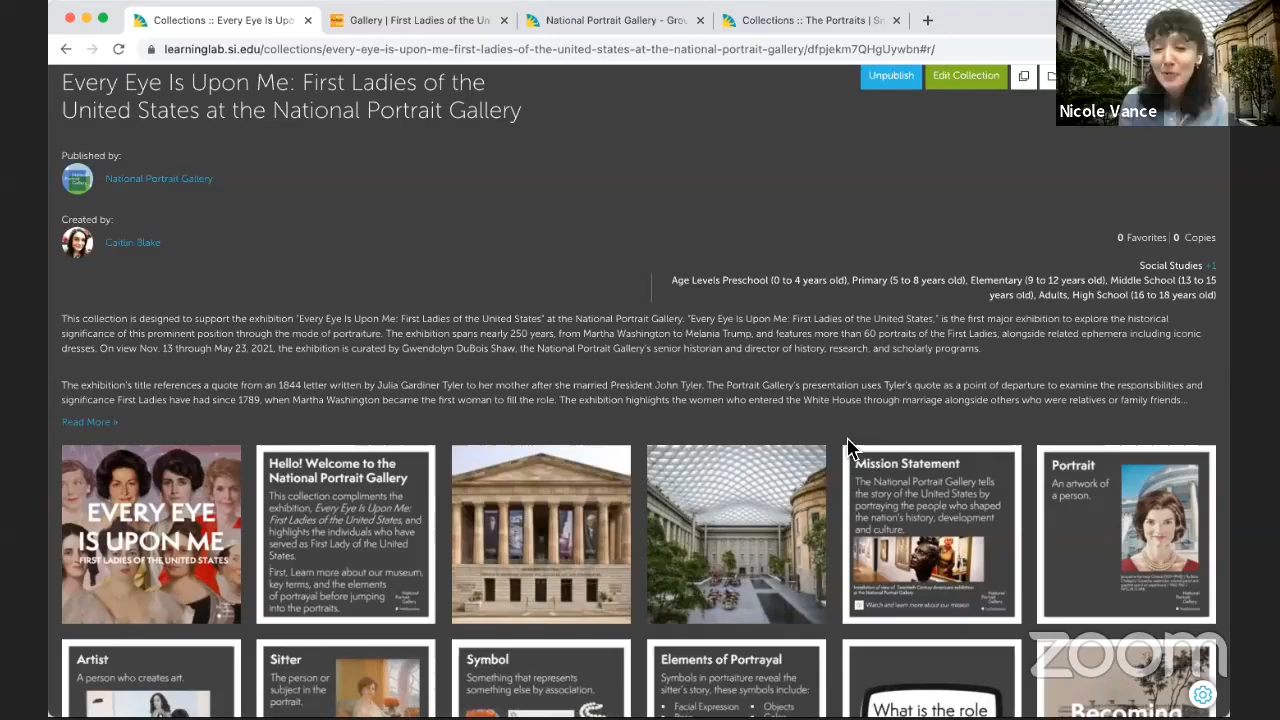 Collections :: Every Eye Is Upo
Gallery | First Ladies of the Un
National Portrait Gallery - Grou
Collections :: The Portraits | Sm
learninglab.si.edu/collections/every-eye-is-upon-me-first-ladies-of-the-united-states-at-the-national-portrait-gallery/dfpjekm7QHgUywbn#r/
Every Eye Is Upon Me: First Ladies of the
United States at the National Portrait Gallery
Unpublish
Edit Collection
Nicole Vance
Published by:
National Portrait Gallery
Created by:
Caitlin Blake
0 Favorites | 0 Copies
Social Studies +1
Age Levels Preschool (0 to 4 years old), Primary (5 to 8 years old), Elementary (9 to 12 years old), Middle School (13 to 15
years old), Adults, High School (16 to 18 years old)
This collection is designed to support the exhibition "Every Eye Is Upon Me: First Ladies of the United States" at the National Portrait Gallery. "Every Eye Is Upon Me: First Ladies of the United States," is the first major exhibition to explore the historical
significance of this prominent position through the mode of portraiture. The exhibition spans nearly 250 years, from Martha Washington to Melania Trump, and features more than 60 portraits of the First Ladies, alongside related ephemera including iconic
dresses. On view Nov. 13 through May 23, 2021, the exhibition is curated by Gwendolyn DuBois Shaw, the National Portrait Gallery's senior historian and director of history, research, and scholarly programs.
The exhibition's title references a quote from an 1844 letter written by Julia Gardiner Tyler to her mother after she married President John Tyler. The Portrait Gallery's presentation uses Tyler's quote as a point of departure to examine the responsibilities and
significance First Ladies have had since 1789, when Martha Washington became the first woman to fill the role. The exhibition highlights the women who entered the White House through marriage alongside others who were relatives or family friends...
Read More »
EVERY EYE
IS UPON ME
FIRST LADIES OF THE UNITED STATES
Hello! Welcome to the
National Portrait Gallery
This collection compliments the
exhibition, Every Eye Is Upon Me:
First Ladies of the United States, and
highlights the individuals who have
served as First Lady of the United
States.
First, Learn more about our museum,
key terms, and the elements
of portrayal before jumping
into the portraits.
Mission Statement
The National Portrait Gallery tells
the story of the United States by
portraying the people who shaped
the nation's history, development
and culture.
Watch and learn more about our mission
Portrait
An artwork of
a person.
Artist
A person who creates art.
Sitter
The person or
subject in the
portrait.
Symbol
Something that represents
something else by association.
Elements of Portrayal
Symbols in portraiture reveal the
sitter's story, these symbols include:
• Facial Expression
• Objects
What is the role
Becoming
zoom